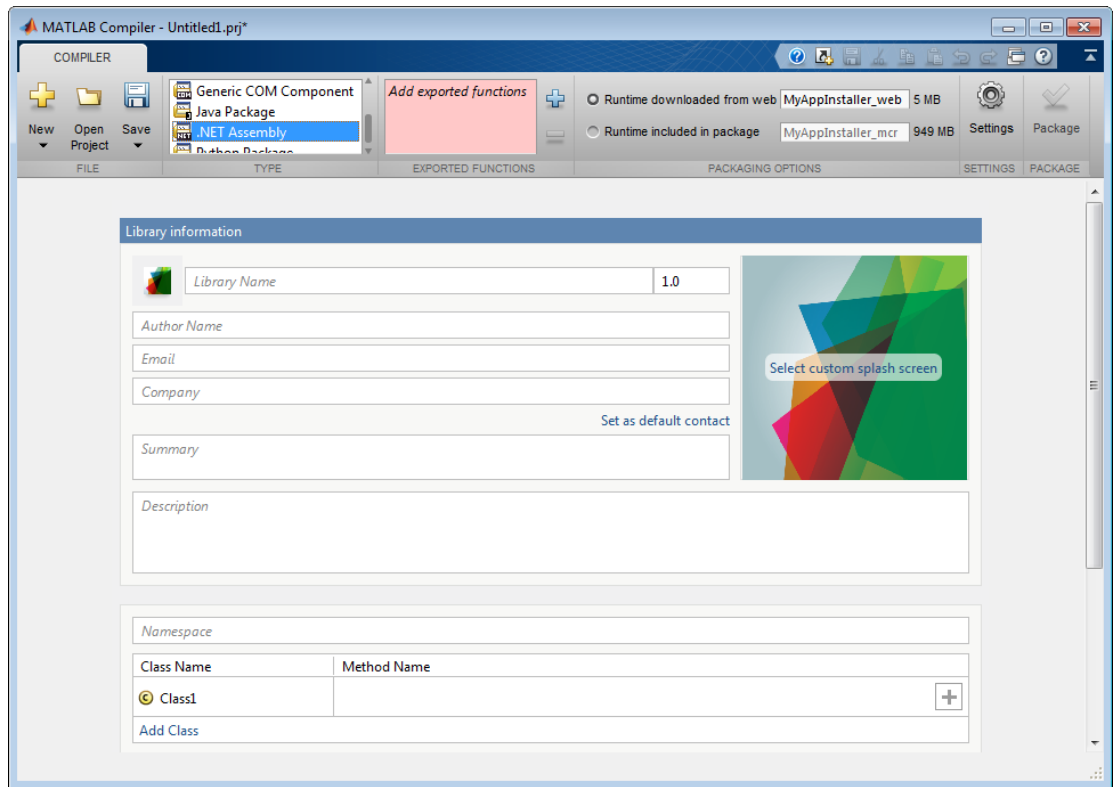 MATLAB Compiler - Untitled1.prj*
COMPILER
New
Open Project
Save
FILE
Generic COM Component
Java Package
.NET Assembly
Python Package
TYPE
Add exported functions
EXPORTED FUNCTIONS
Runtime downloaded from web MyAppInstaller_web 5 MB
Runtime included in package MyAppInstaller_mcr 949 MB
PACKAGING OPTIONS
Settings
SETTINGS
Package
PACKAGE
Library information
Library Name 1.0
Author Name
Email
Company
Set as default contact
Summary
Select custom splash screen
Description
Namespace
Class Name Method Name
Class1
Add Class